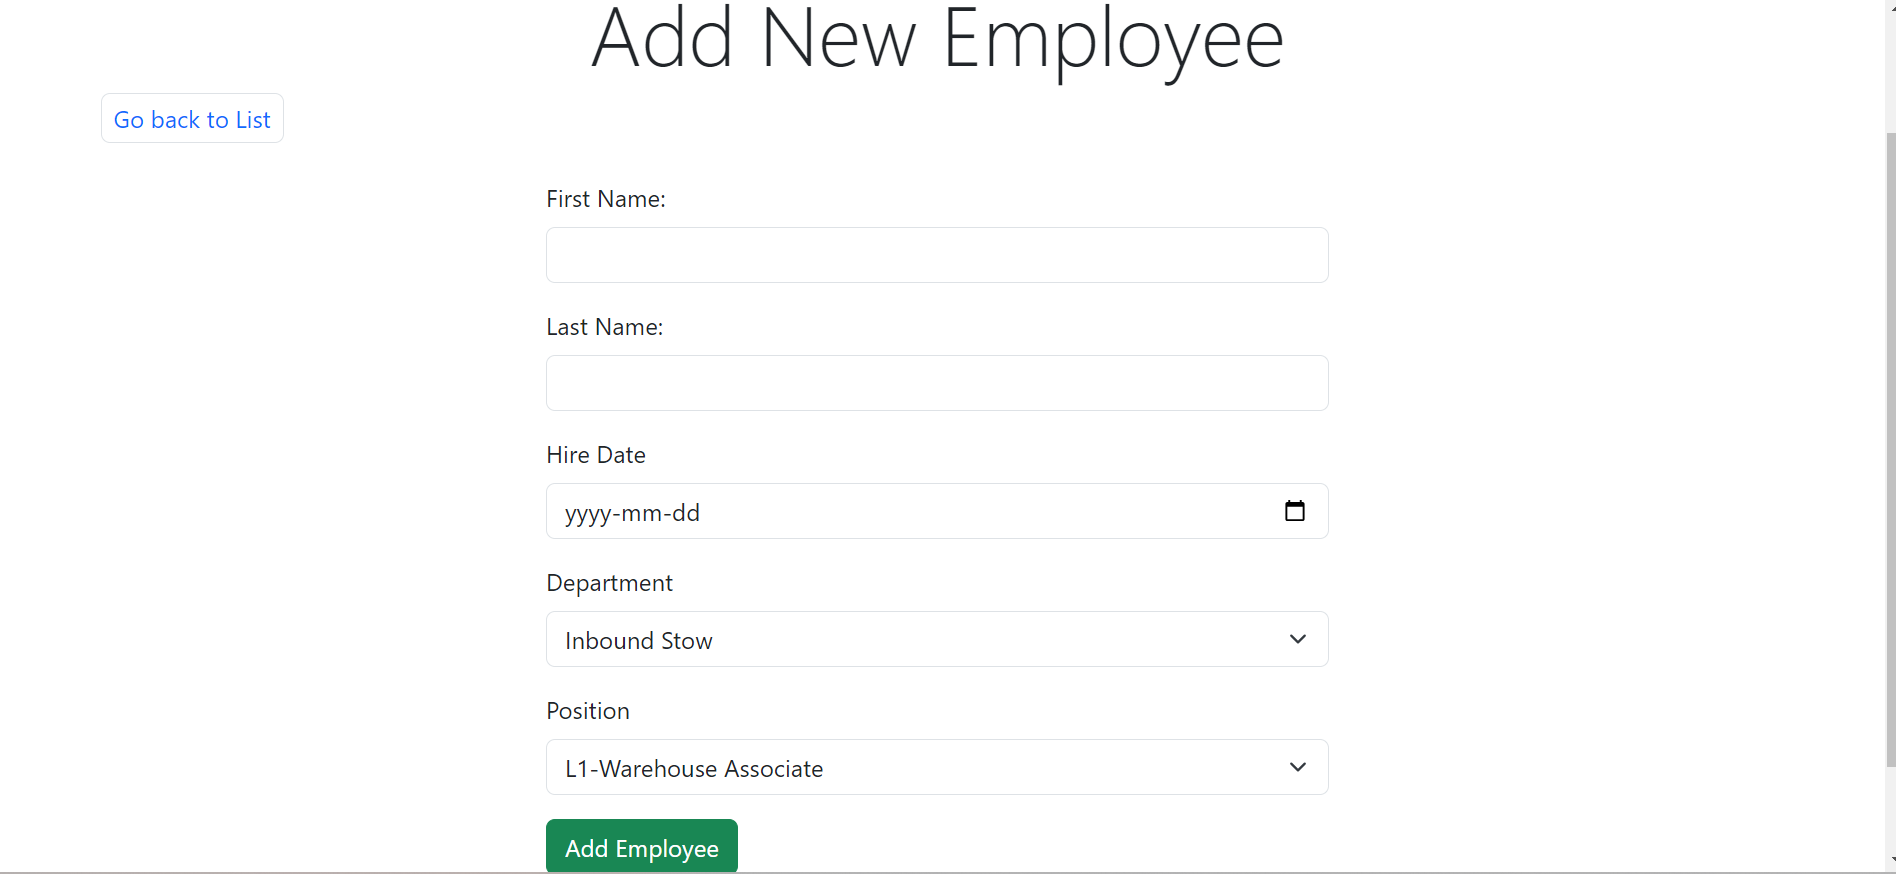 Add New Employee
Go back to List
First Name:
Last Name:
Hire Date
yyyy-mm-dd
Department
Inbound Stow
Position
L1-Warehouse Associate
Add Employee